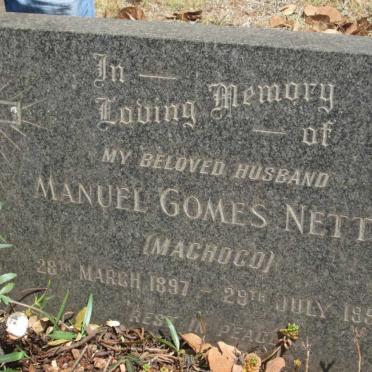 In
Loving Memory
of
MY BELOVED HUSBAND
MANUEL GOMES NETT
(MACHOCO)
28TH MARCH 1897 - 29TH JULY
REST IN PEACE